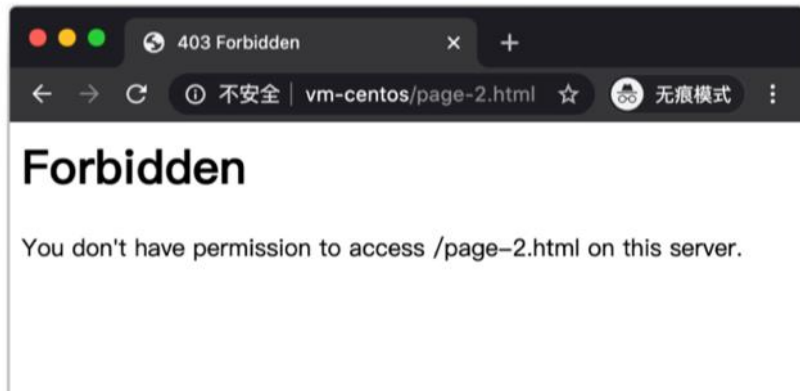 403 Forbidden
不安全 vm-centos/page-2.html 无痕模式
Forbidden
You don't have permission to access /page-2.html on this server.